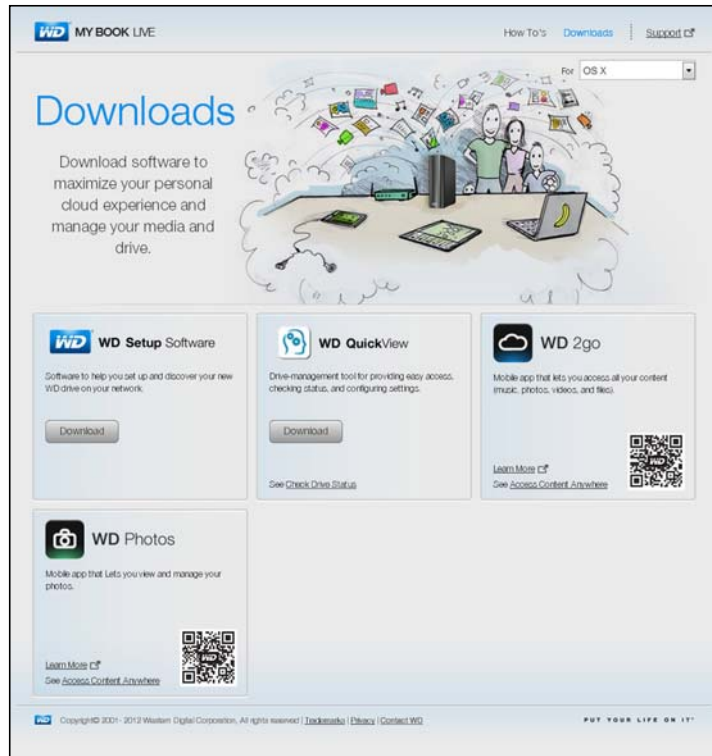 WD MY BOOK LIVE
How To's Downloads Support
For OS X
Downloads
Download software to
maximize your personal
cloud experience and
manage your media and
drive.
WD WD Setup Software
Software to help you set up and discover your new
WD drive on your network.
Download
WD QuickView
Drive-management tool for providing easy access,
checking status, and configuring settings.
Download
See Check Drive Status
WD 2go
Mobile app that lets you access all your content
(music, photos, videos, and files).
Learn More
See Access Content Anywhere
WD
WD Photos
Mobile app that Lets you view and manage your
photos.
Learn More
See Access Content Anywhere
WD
WD Copyright© 2001- 2012 Western Digital Corporation, All rights reserved | Trademarks | Privacy | Contact WD
PUT YOUR LIFE ON IT™